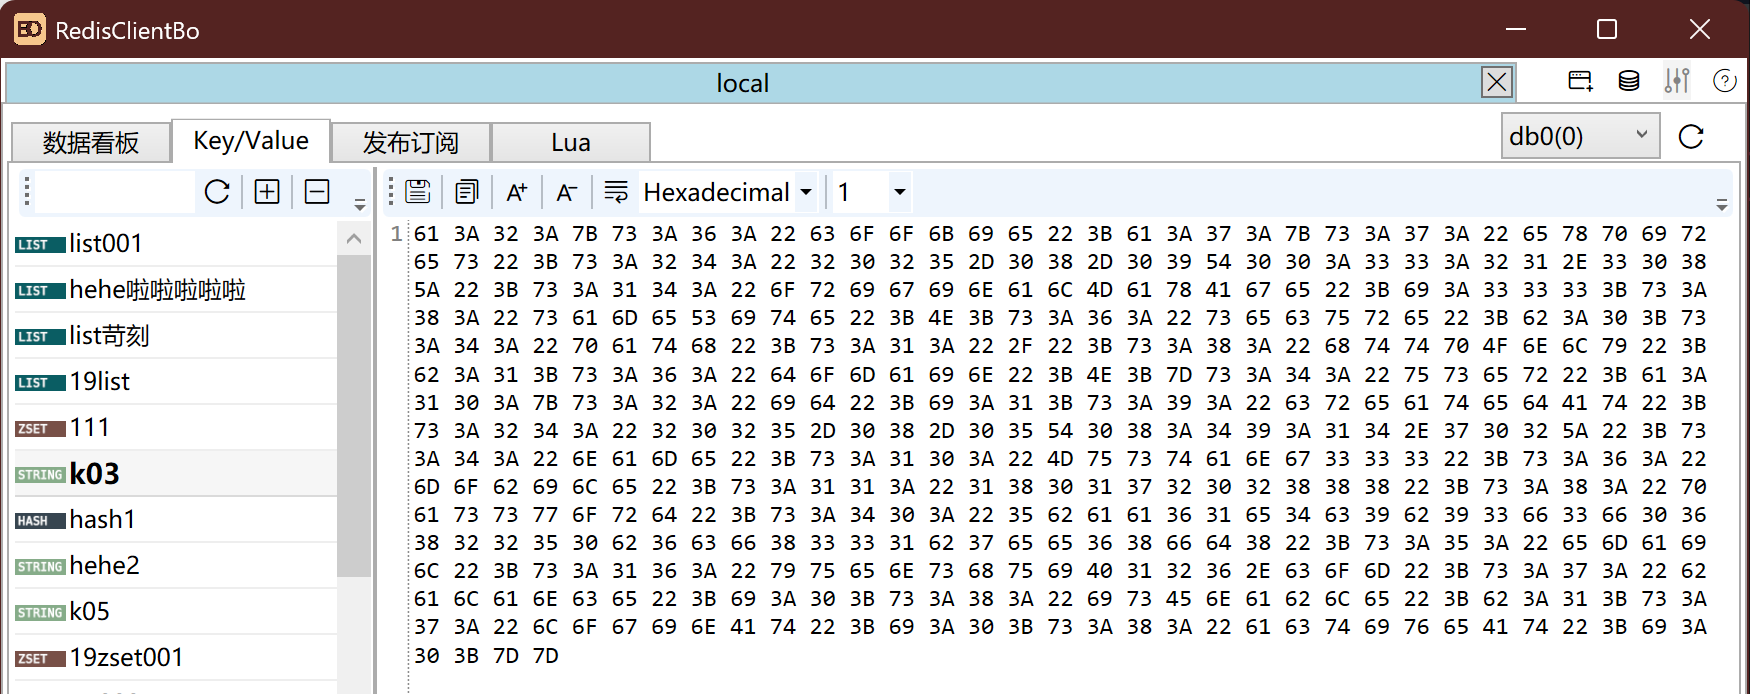 RedisClientBo
local
数据看板 Key/Value 发布订阅 Lua db0(0)
Hexadecimal 1
LIST list001
LIST hehe啦啦啦啦啦
LIST list苛刻
LIST 19list
ZSET 111
STRING k03
HASH hash1
STRING hehe2
STRING k05
ZSET 19zset001
1 61 3A 32 3A 7B 73 3A 36 3A 22 63 6F 6F 6B 69 65 22 3B 61 3A 37 3A 7B 73 3A 37 3A 22 65 78 70 69 72
65 73 22 3B 73 3A 32 34 3A 22 32 30 32 35 2D 30 38 2D 30 39 54 30 30 3A 33 33 3A 32 31 2E 33 30 38
5A 22 3B 73 3A 31 34 3A 22 6F 72 69 67 69 6E 61 6C 4D 61 78 41 67 65 22 3B 69 3A 33 33 33 3B 73 3A
38 3A 22 73 61 6D 65 53 69 74 65 22 3B 4E 3B 73 3A 36 3A 22 73 65 63 75 72 65 22 3B 62 3A 30 3B 73
3A 34 3A 22 70 61 74 68 22 3B 73 3A 31 3A 22 2F 22 3B 73 3A 38 3A 22 68 74 74 70 4F 6E 6C 79 22 3B
62 3A 31 3B 73 3A 36 3A 22 64 6F 6D 61 69 6E 22 3B 4E 3B 7D 73 3A 34 3A 22 75 73 65 72 22 3B 61 3A
31 30 3A 7B 73 3A 32 3A 22 69 64 22 3B 69 3A 31 3B 73 3A 39 3A 22 63 72 65 61 74 65 64 41 74 22 3B
73 3A 32 34 3A 22 32 30 32 35 2D 30 38 2D 30 35 54 30 38 3A 34 39 3A 31 34 2E 37 30 32 5A 22 3B 73
3A 34 3A 22 6E 61 6D 65 22 3B 73 3A 31 30 3A 22 4D 75 73 74 61 6E 67 33 33 33 22 3B 73 3A 36 3A 22
6D 6F 62 69 6C 65 22 3B 73 3A 31 31 3A 22 31 38 30 31 37 32 30 32 38 38 38 22 3B 73 3A 38 3A 22 70
61 73 73 77 6F 72 64 22 3B 73 3A 34 30 3A 22 35 62 61 61 36 31 65 34 63 39 62 39 33 66 33 66 30 36
38 32 32 35 30 62 36 63 66 38 33 33 31 62 37 65 65 36 38 66 64 38 22 3B 73 3A 35 3A 22 65 6D 61 69
6C 22 3B 73 3A 31 36 3A 22 79 75 65 6E 73 68 75 69 40 31 32 36 2E 63 6F 6D 22 3B 73 3A 37 3A 22 62
61 6C 61 6E 63 65 22 3B 69 3A 30 3B 73 3A 38 3A 22 69 73 45 6E 61 62 6C 65 22 3B 62 3A 31 3B 73 3A
37 3A 22 6C 6F 67 69 6E 41 74 22 3B 69 3A 30 3B 73 3A 38 3A 22 61 63 74 69 76 65 41 74 22 3B 69 3A
30 3B 7D 7D